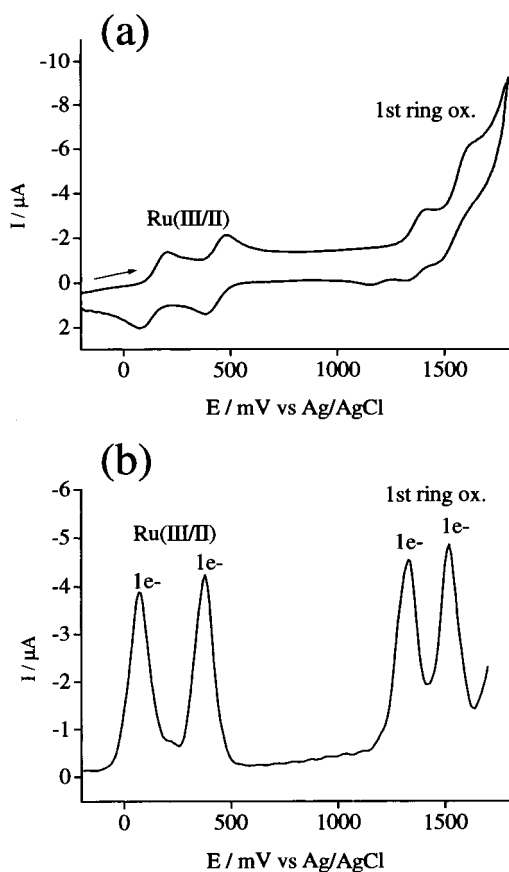 (a)
-10
-8
-6
-4
-2
0
2
I / μA
1st ring ox.
Ru(III/II)
0
500
1000
1500
E / mV vs Ag/AgCl
(b)
-6
-5
-4
-3
-2
-1
0
I / μA
Ru(III/II)
1st ring ox.
1e-
1e-
1e-
1e-
0
500
1000
1500
E / mV vs Ag/AgCl